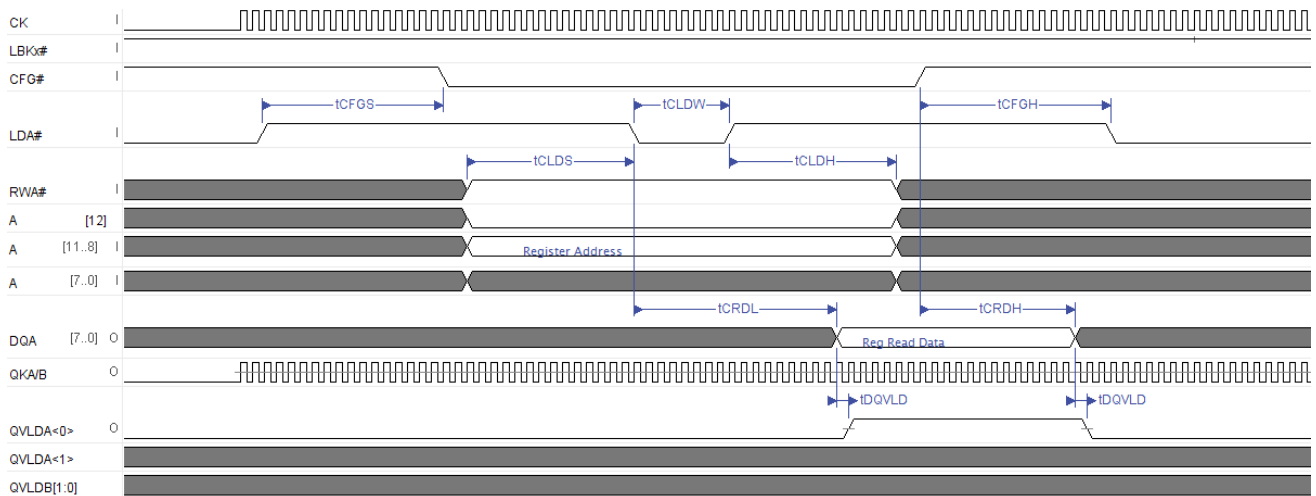 CK I
LBKx# I
CFG# I
tCFGS tCLDW tCFGH
LDA# I
tCLDS tCLDH
RWA# I
A [12]
A [11..8] I Register Address
A [7..0] I
tCRDL tCRDH
DQA [7..0] O Reg Read Data
QKA/B O
tDQVLD tDQVLD
QVLDA<0> O
QVLDA<1>
QVLDB[1:0]